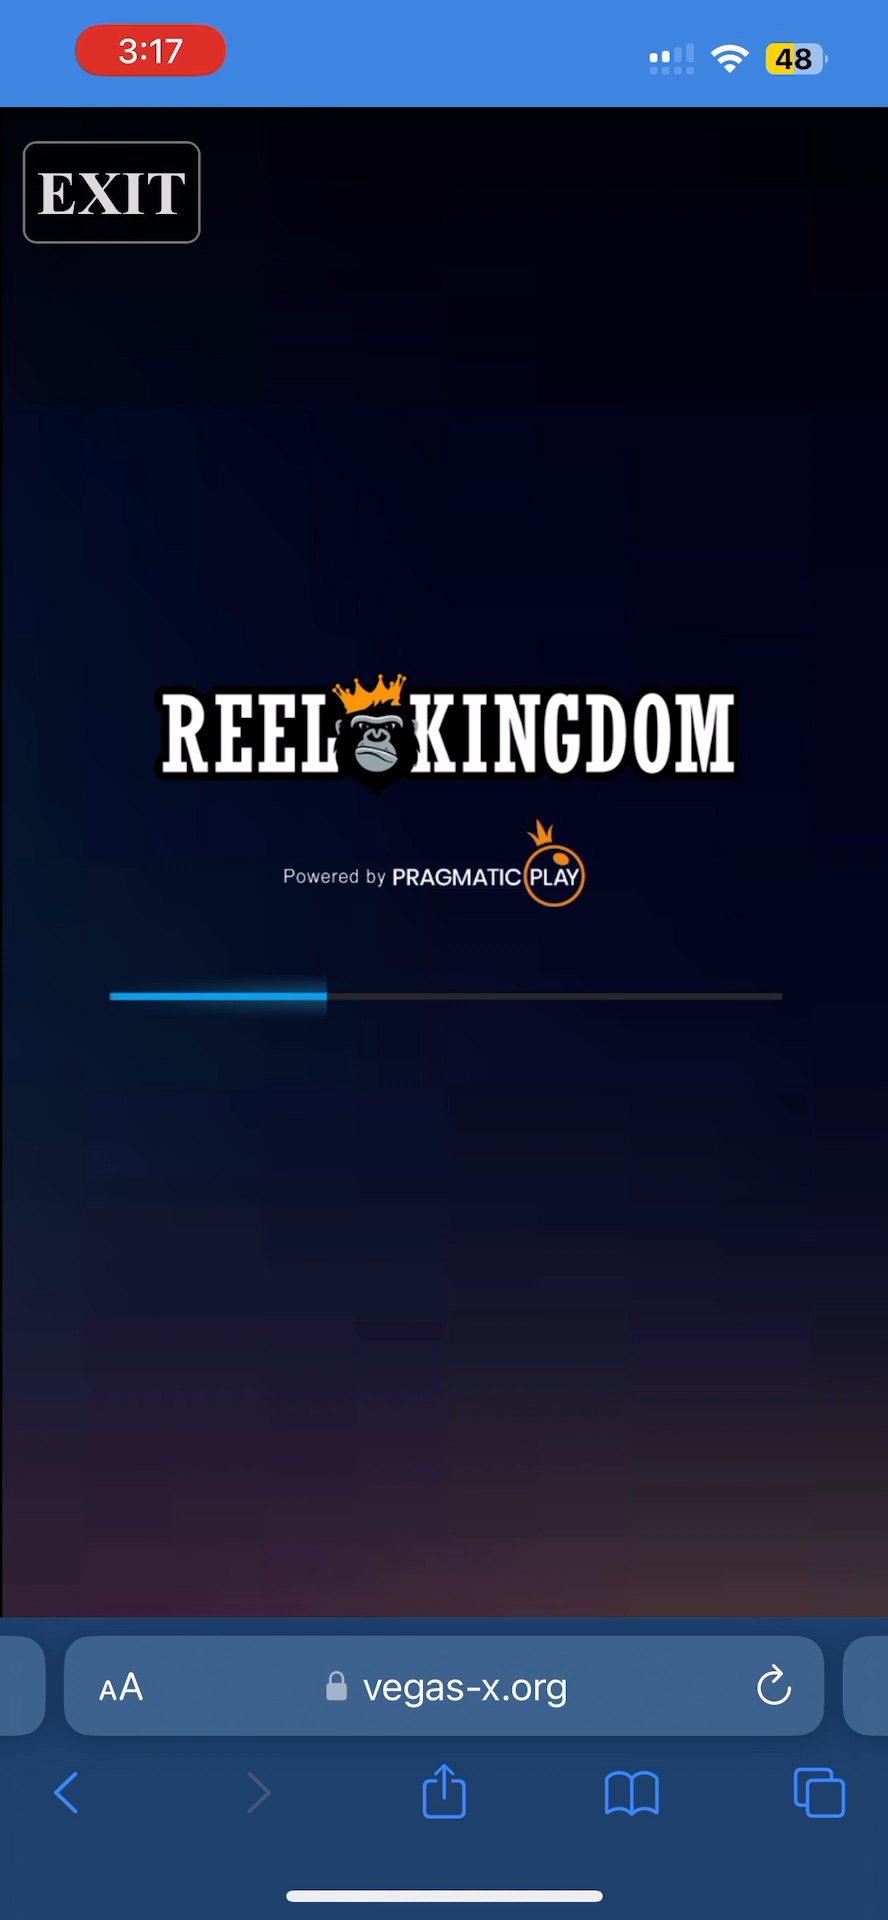 3:17
48
EXIT
REEL KINGDOM
Powered by PRAGMATIC PLAY
AA
vegas-x.org